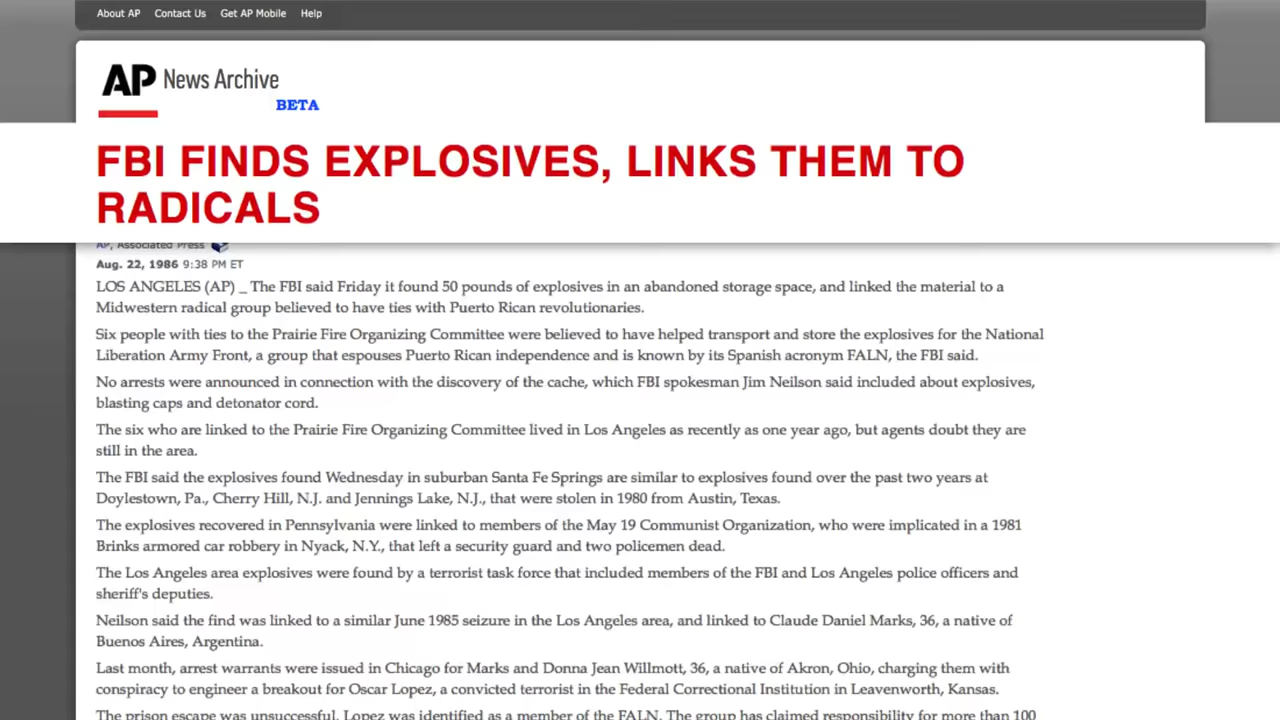 About AP Contact Us Get AP Mobile Help
AP News Archive
BETA
FBI FINDS EXPLOSIVES, LINKS THEM TO
RADICALS
AP, Associated Press
Aug. 22, 1986 9:38 PM ET
LOS ANGELES (AP) _ The FBI said Friday it found 50 pounds of explosives in an abandoned storage space, and linked the material to a
Midwestern radical group believed to have ties with Puerto Rican revolutionaries.
Six people with ties to the Prairie Fire Organizing Committee were believed to have helped transport and store the explosives for the National
Liberation Army Front, a group that espouses Puerto Rican independence and is known by its Spanish acronym FALN, the FBI said.
No arrests were announced in connection with the discovery of the cache, which FBI spokesman Jim Neilson said included about explosives,
blasting caps and detonator cord.
The six who are linked to the Prairie Fire Organizing Committee lived in Los Angeles as recently as one year ago, but agents doubt they are
still in the area.
The FBI said the explosives found Wednesday in suburban Santa Fe Springs are similar to explosives found over the past two years at
Doylestown, Pa., Cherry Hill, N.J. and Jennings Lake, N.J., that were stolen in 1980 from Austin, Texas.
The explosives recovered in Pennsylvania were linked to members of the May 19 Communist Organization, who were implicated in a 1981
Brinks armored car robbery in Nyack, N.Y., that left a security guard and two policemen dead.
The Los Angeles area explosives were found by a terrorist task force that included members of the FBI and Los Angeles police officers and
sheriff's deputies.
Neilson said the find was linked to a similar June 1985 seizure in the Los Angeles area, and linked to Claude Daniel Marks, 36, a native of
Buenos Aires, Argentina.
Last month, arrest warrants were issued in Chicago for Marks and Donna Jean Willmott, 36, a native of Akron, Ohio, charging them with
conspiracy to engineer a breakout for Oscar Lopez, a convicted terrorist in the Federal Correctional Institution in Leavenworth, Kansas.
The prison escape was unsuccessful. Lopez was identified as a member of the FALN. The group has claimed responsibility for more than 100